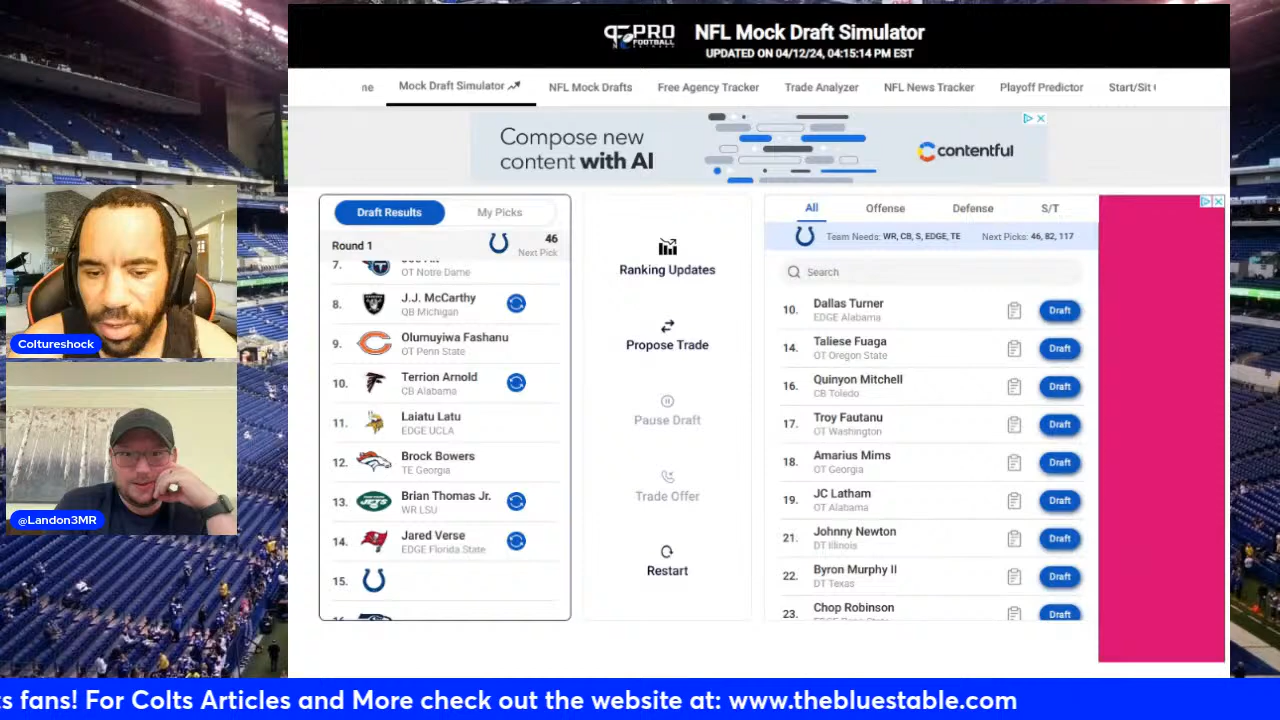 PRO
FOOTBALL
NETWORK
NFL Mock Draft Simulator
UPDATED ON 04/12/24, 04:15:14 PM EST
ne
Mock Draft Simulator
NFL Mock Drafts
Free Agency Tracker
Trade Analyzer
NFL News Tracker
Playoff Predictor
Start/Sit
Compose new
content with AI
contentful
Draft Results
My Picks
Round 1
46
Next Pick
7.
OT Notre Dame
8.
J.J. McCarthy
QB Michigan
9.
Olumuyiwa Fashanu
OT Penn State
10.
Terrion Arnold
CB Alabama
11.
Laiatu Latu
EDGE UCLA
12.
Brock Bowers
TE Georgia
13.
Brian Thomas Jr.
WR LSU
14.
Jared Verse
EDGE Florida State
15.
Ranking Updates
Propose Trade
Pause Draft
Trade Offer
Restart
All
Offense
Defense
S/T
Team Needs: WR, CB, S, EDGE, TE
Next Picks: 46, 82, 117
Search
10.
Dallas Turner
EDGE Alabama
Draft
14.
Taliese Fuaga
OT Oregon State
Draft
16.
Quinyon Mitchell
CB Toledo
Draft
17.
Troy Fautanu
OT Washington
Draft
18.
Amarius Mims
OT Georgia
Draft
19.
JC Latham
OT Alabama
Draft
21.
Johnny Newton
DT Illinois
Draft
22.
Byron Murphy II
DT Texas
Draft
23.
Chop Robinson
Draft
Coltureshock
@Landon3MR
ts fans! For Colts Articles and More check out the website at: www.thebluestable.com